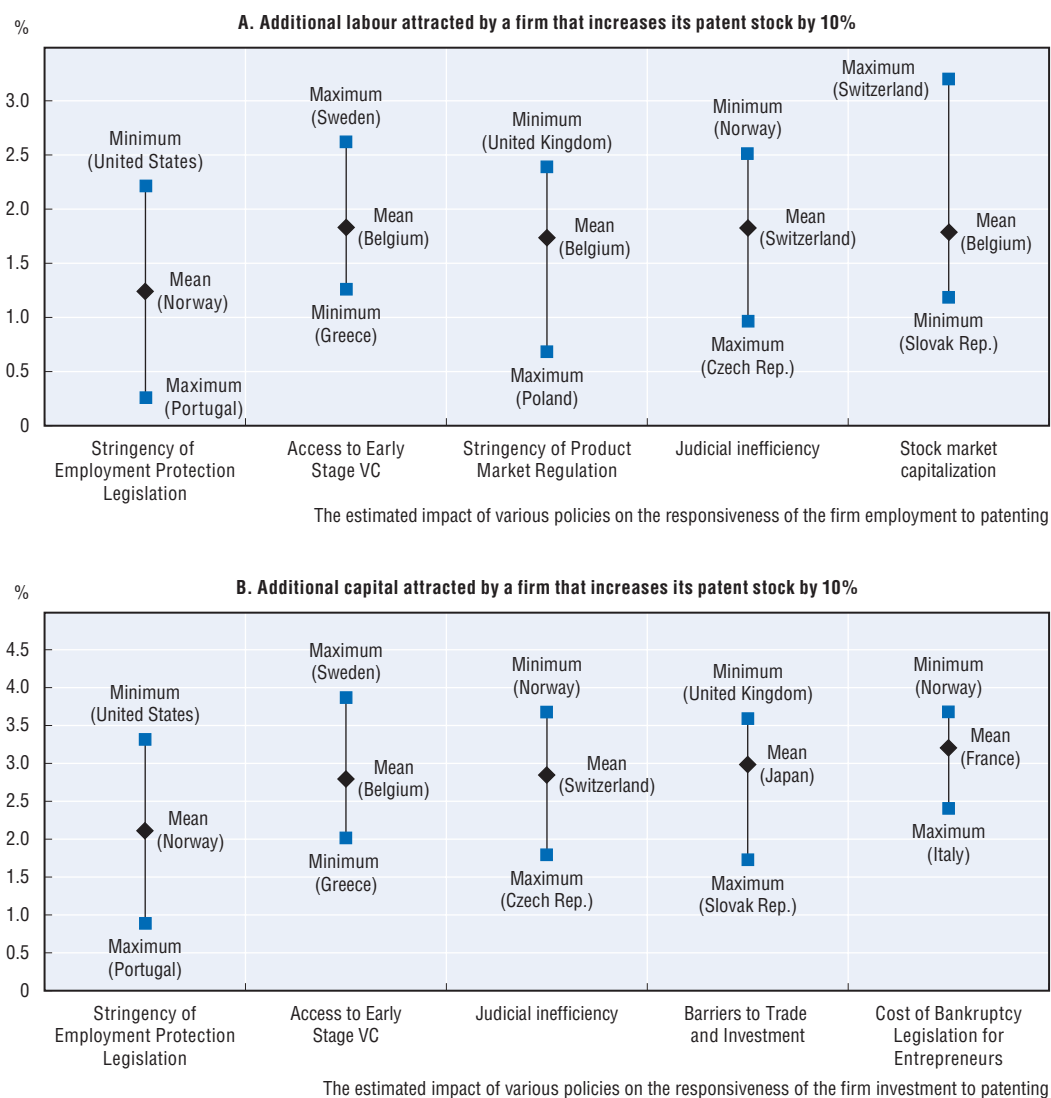 A. Additional labour attracted by a firm that increases its patent stock by 10%
%
3.0
2.5
2.0
1.5
1.0
0.5
0
Minimum
(United States)
Mean
(Norway)
Maximum
(Portugal)
Maximum
(Sweden)
Mean
(Belgium)
Minimum
(Greece)
Minimum
(United Kingdom)
Mean
(Belgium)
Maximum
(Poland)
Minimum
(Norway)
Mean
(Switzerland)
Maximum
(Czech Rep.)
Maximum
(Switzerland)
Mean
(Belgium)
Minimum
(Slovak Rep.)
Stringency of
Employment Protection
Legislation
Access to Early
Stage VC
Stringency of Product
Market Regulation
Judicial inefficiency
Stock market
capitalization
The estimated impact of various policies on the responsiveness of the firm employment to patenting
B. Additional capital attracted by a firm that increases its patent stock by 10%
%
4.5
4.0
3.5
3.0
2.5
2.0
1.5
1.0
0.5
0
Minimum
(United States)
Mean
(Norway)
Maximum
(Portugal)
Maximum
(Sweden)
Mean
(Belgium)
Minimum
(Greece)
Minimum
(Norway)
Mean
(Switzerland)
Maximum
(Czech Rep.)
Minimum
(United Kingdom)
Mean
(Japan)
Maximum
(Slovak Rep.)
Minimum
(Norway)
Mean
(France)
Maximum
(Italy)
Stringency of
Employment Protection
Legislation
Access to Early
Stage VC
Judicial inefficiency
Barriers to Trade
and Investment
Cost of Bankruptcy
Legislation for
Entrepreneurs
The estimated impact of various policies on the responsiveness of the firm investment to patenting